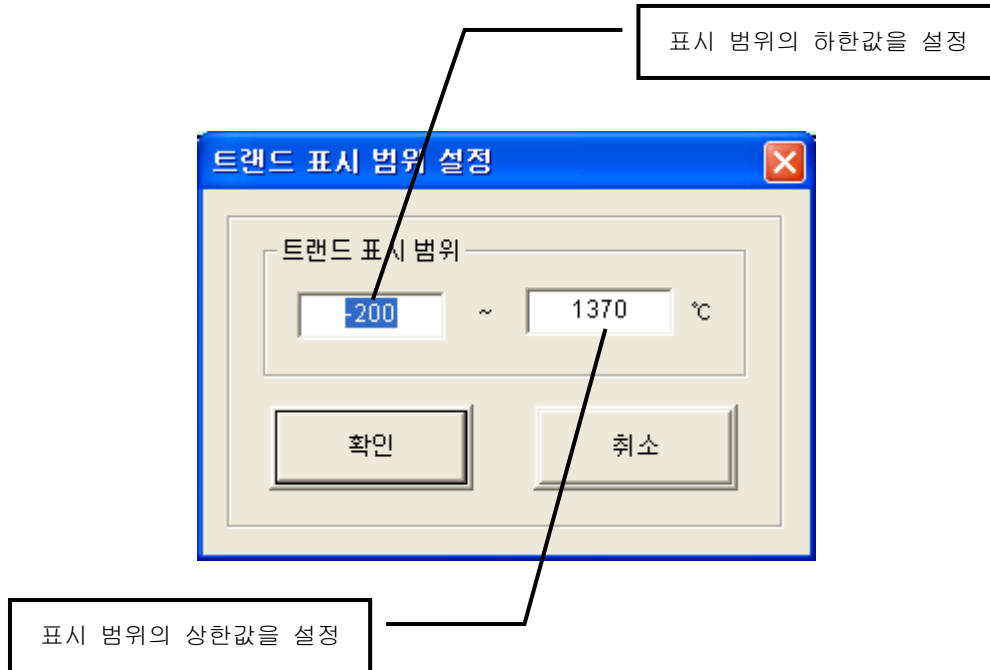 표시 범위의 하한값을 설정
트랜드 표시 범위 설정
트랜드 표시 범위
-200 ~ 1370 ℃
확인 취소
표시 범위의 상한값을 설정